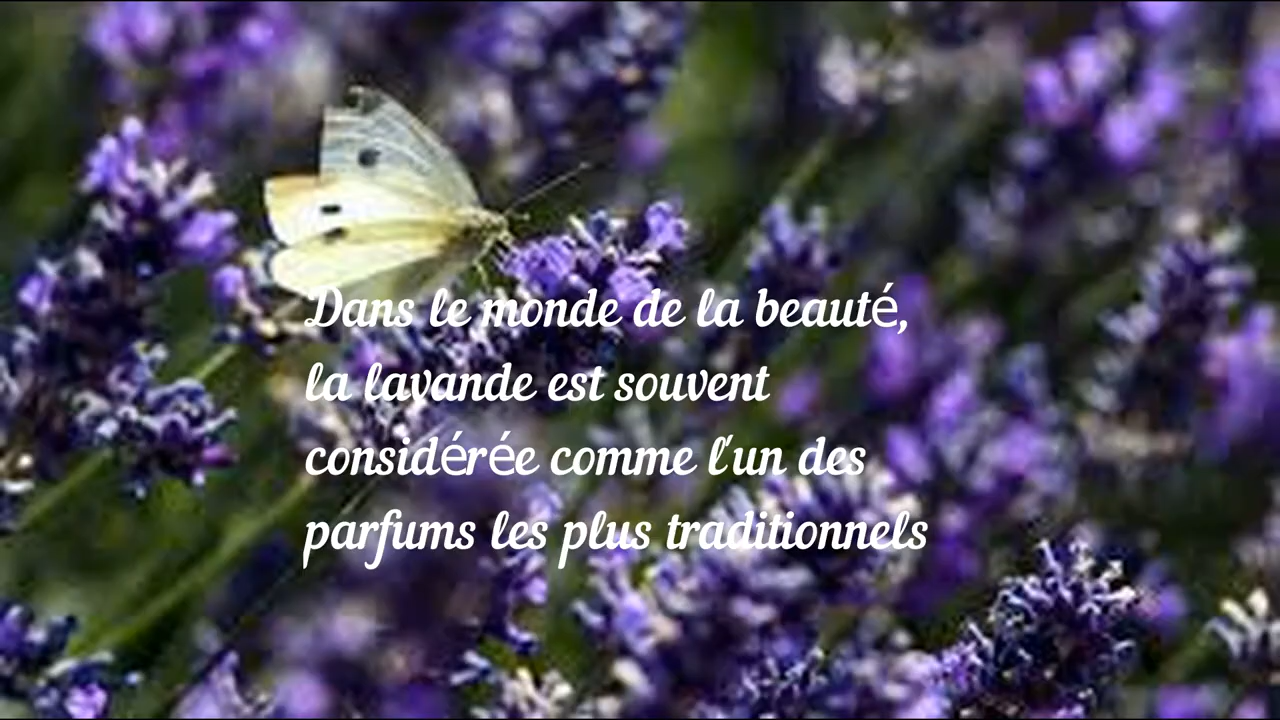 Dans le monde de la beauté,
la lavande est souvent
considérée comme l'un des
parfums les plus traditionnels